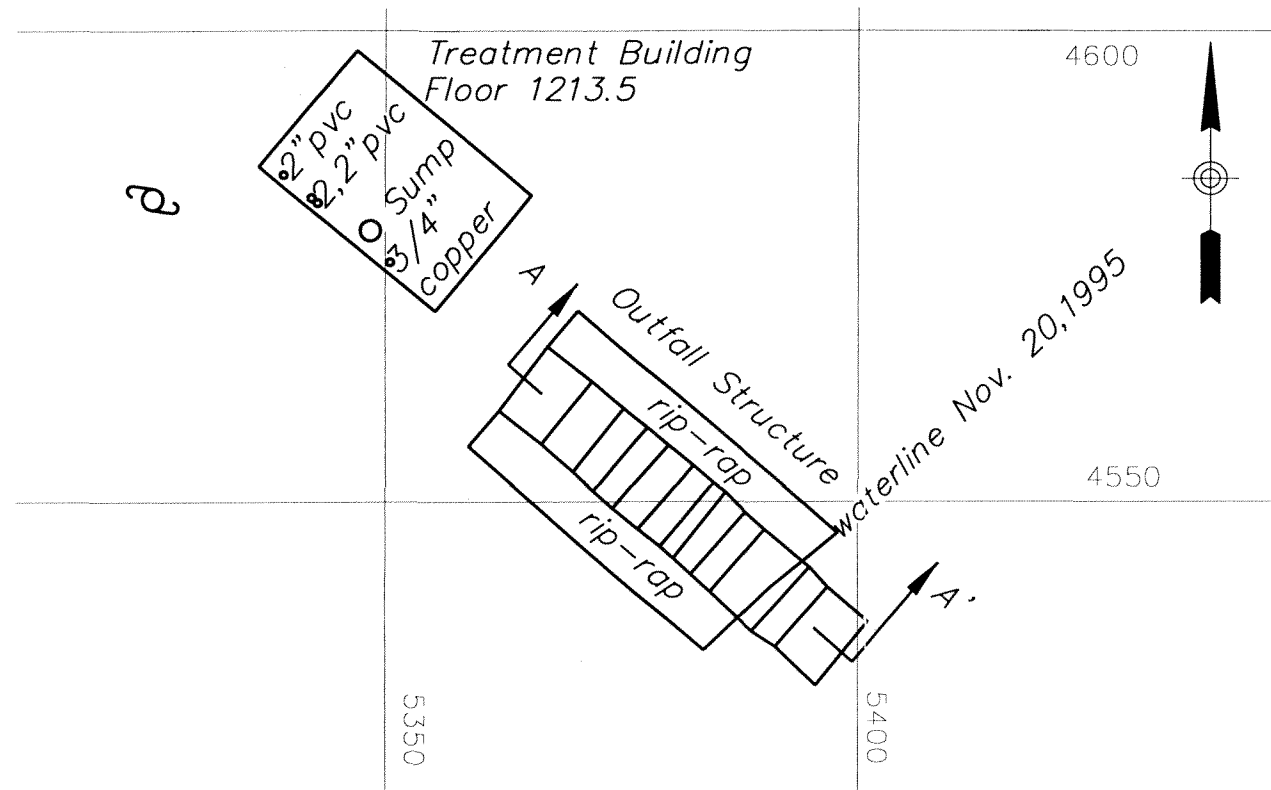 Treatment Building
Floor 1213.5
4600
2" pvc
2,2" pvc
Sump
3/4"
copper
A
Outfall Structure
rip-rap
rip-rap
waterline Nov. 20,1995
4550
A'
5350
5400